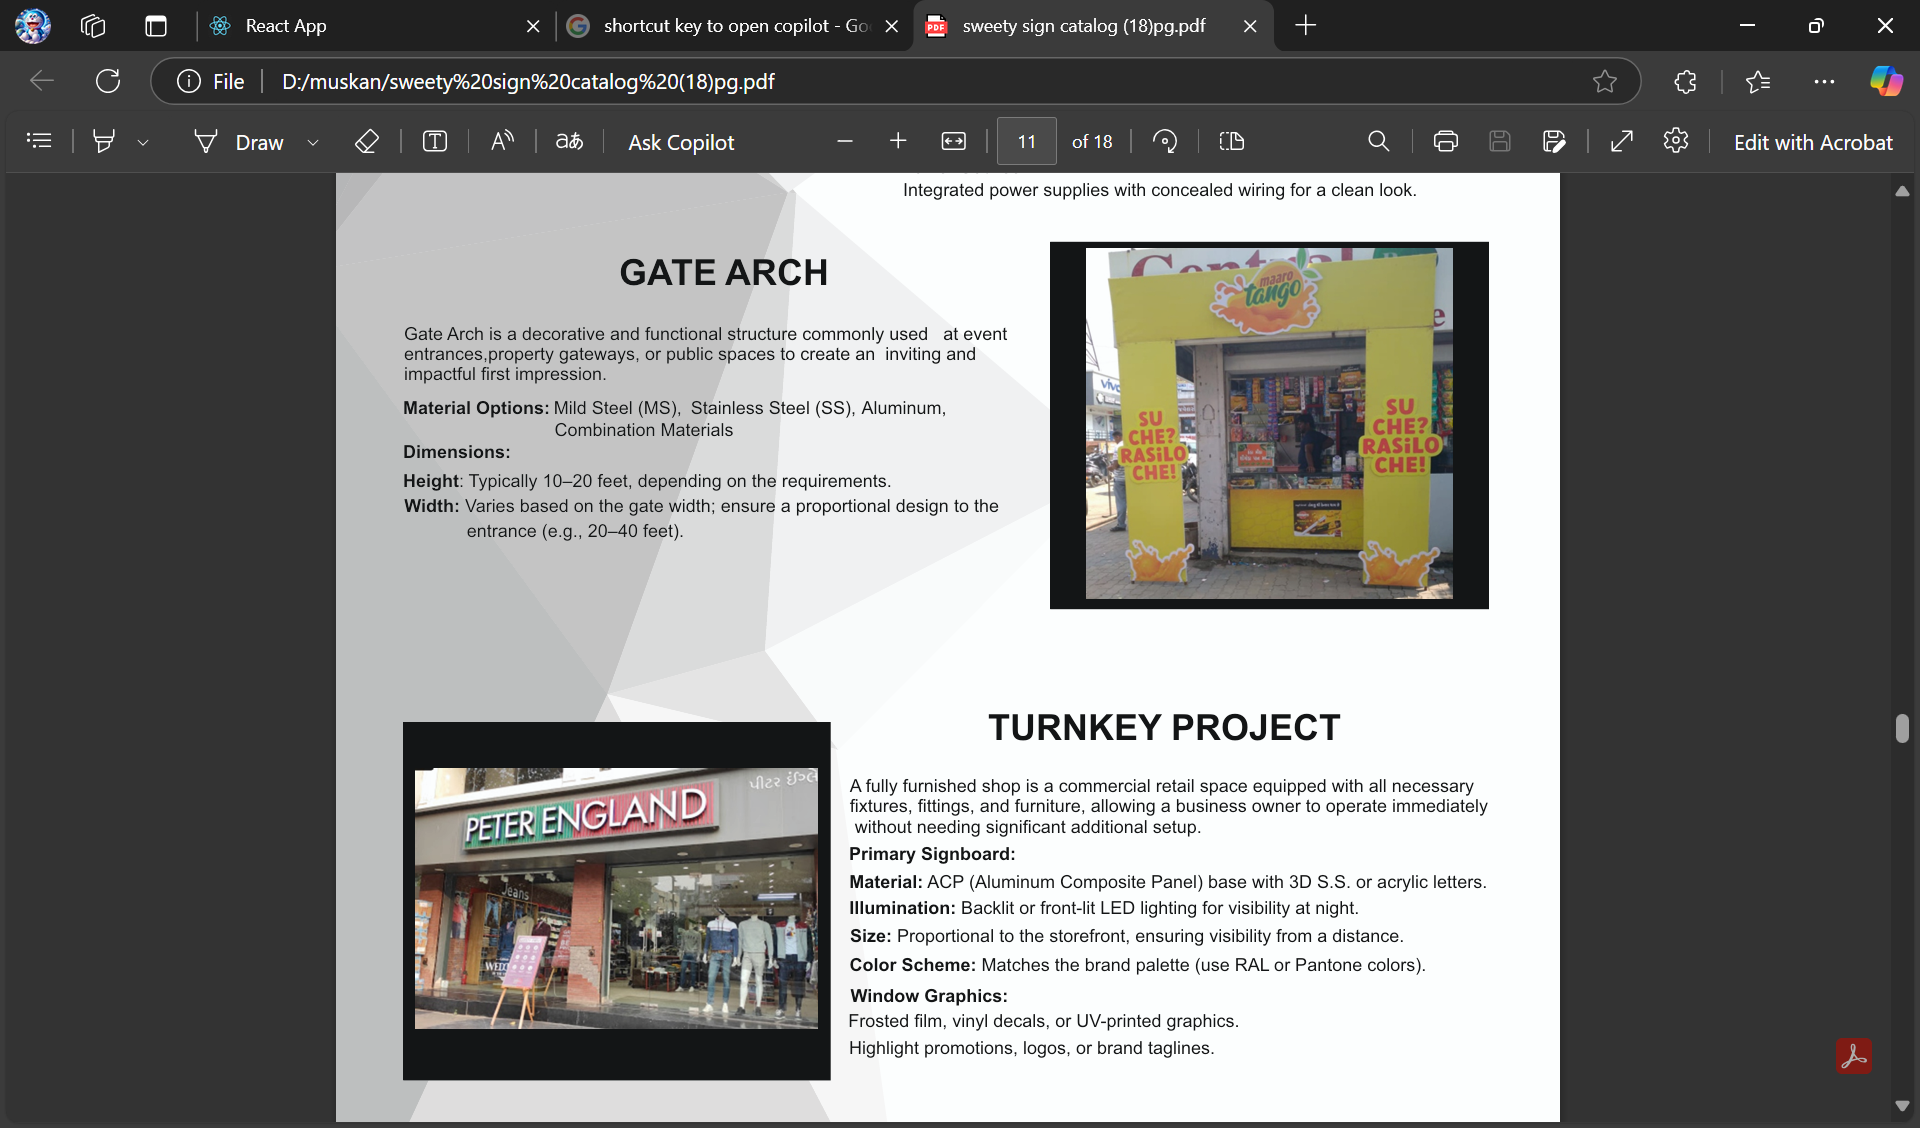 React App
shortcut key to open copilot - Goo
sweety sign catalog (18)pg.pdf
File
D:/muskan/sweety%20sign%20catalog%20(18)pg.pdf
Draw
Ask Copilot
11
of 18
Edit with Acrobat
Integrated power supplies with concealed wiring for a clean look.
GATE ARCH
Gate Arch is a decorative and functional structure commonly used at event
entrances,property gateways, or public spaces to create an inviting and
impactful first impression.
Material Options: Mild Steel (MS), Stainless Steel (SS), Aluminum,
Combination Materials
Dimensions:
Height: Typically 10–20 feet, depending on the requirements.
Width: Varies based on the gate width; ensure a proportional design to the
entrance (e.g., 20–40 feet).
Central
maaro
tango
vivo
SU
CHE?
RASiLO
CHE!
SU
CHE?
RASiLO
CHE!
TURNKEY PROJECT
A fully furnished shop is a commercial retail space equipped with all necessary
fixtures, fittings, and furniture, allowing a business owner to operate immediately
without needing significant additional setup.
Primary Signboard:
Material: ACP (Aluminum Composite Panel) base with 3D S.S. or acrylic letters.
Illumination: Backlit or front-lit LED lighting for visibility at night.
Size: Proportional to the storefront, ensuring visibility from a distance.
Color Scheme: Matches the brand palette (use RAL or Pantone colors).
Window Graphics:
Frosted film, vinyl decals, or UV-printed graphics.
Highlight promotions, logos, or brand taglines.
PETER ENGLAND
પીટર
Jeans